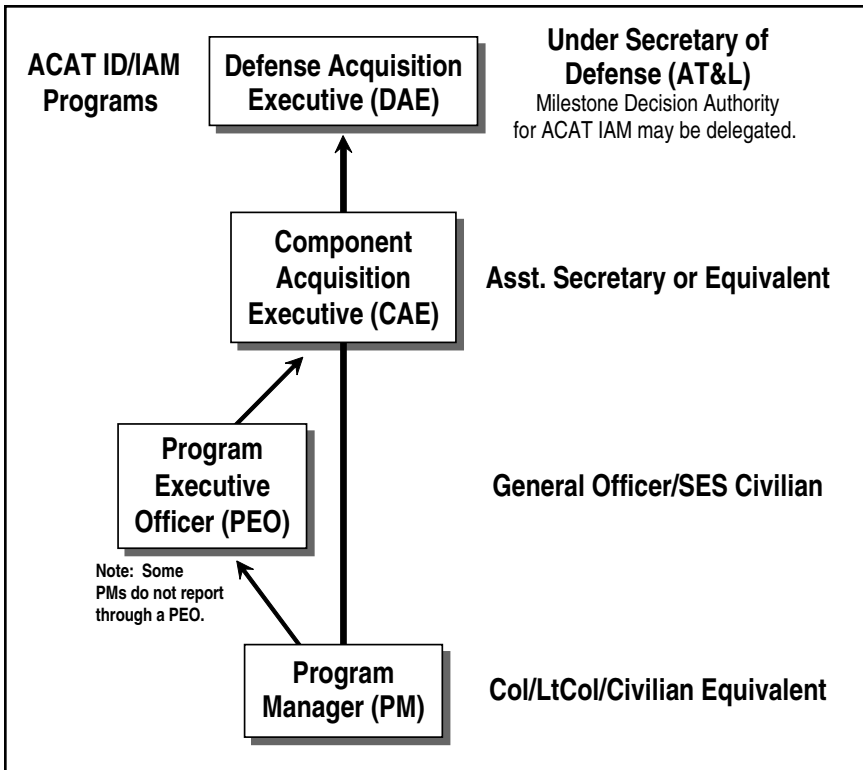 ACAT ID/IAM
Programs
Defense Acquisition
Executive (DAE)
Under Secretary of
Defense (AT&L)
Milestone Decision Authority
for ACAT IAM may be delegated.
Component
Acquisition
Executive (CAE)
Asst. Secretary or Equivalent
Program
Executive
Officer (PEO)
General Officer/SES Civilian
Note: Some
PMs do not report
through a PEO.
Program
Manager (PM)
Col/LtCol/Civilian Equivalent